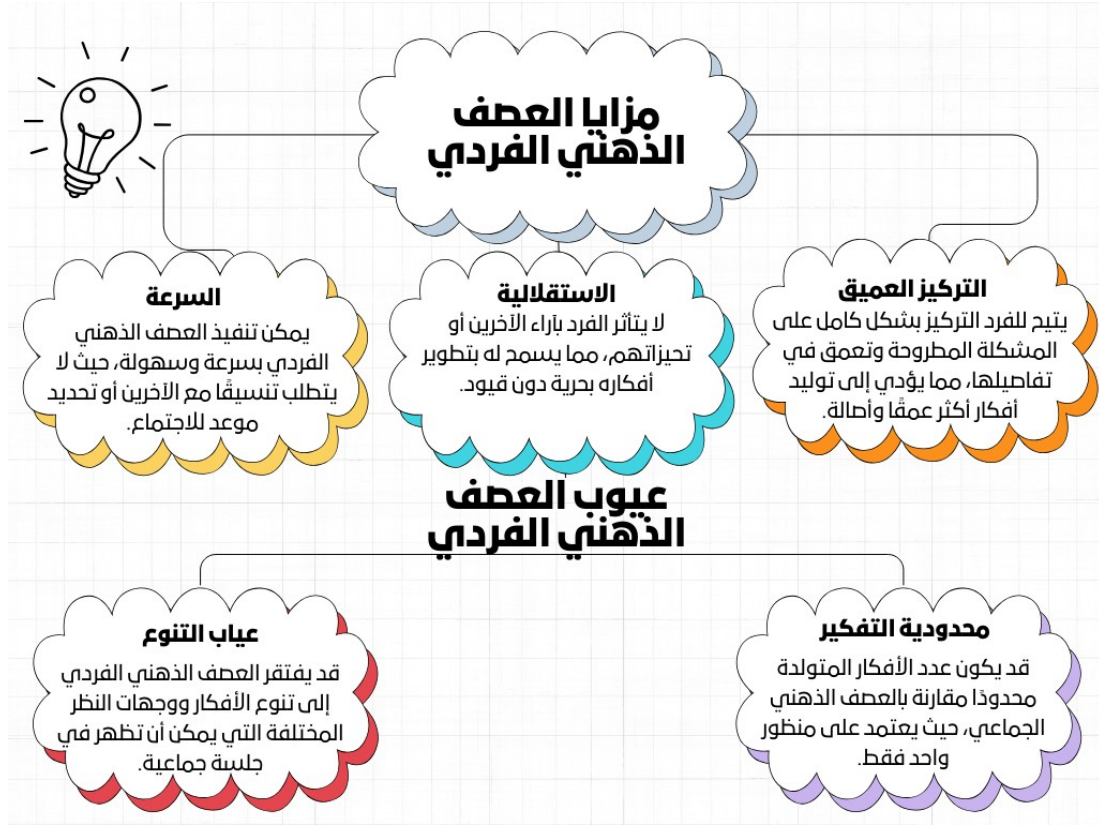 مزايا العصف
الذهني الفردي
التركيز العميق
يتيح للفرد التركيز بشكل كامل على
المشكلة المطروحة وتعمق في
تفاصيلها، مما يؤدي إلى توليد
أفكار أكثر عمقًا وأصالة.
الاستقلالية
لا يتأثر الفرد بآراء الآخرين أو
تحيزاتهم، مما يسمح له بتطوير
أفكاره بحرية دون قيود.
السرعة
يمكن تنفيذ العصف الذهني
الفردي بسرعة وسهولة، حيث لا
يتطلب تنسيقًا مع الآخرين أو تحديد
موعد للاجتماع.
عيوب العصف
الذهني الفردي
محدودية التفكير
قد يكون عدد الأفكار المتولدة
محدودًا مقارنة بالعصف الذهني
الجماعي، حيث يعتمد على منظور
واحد فقط.
عياب التنوع
قد يفتقر العصف الذهني الفردي
إلى تنوع الأفكار ووجهات النظر
المختلفة التي يمكن أن تظهر في
جلسة جماعية.